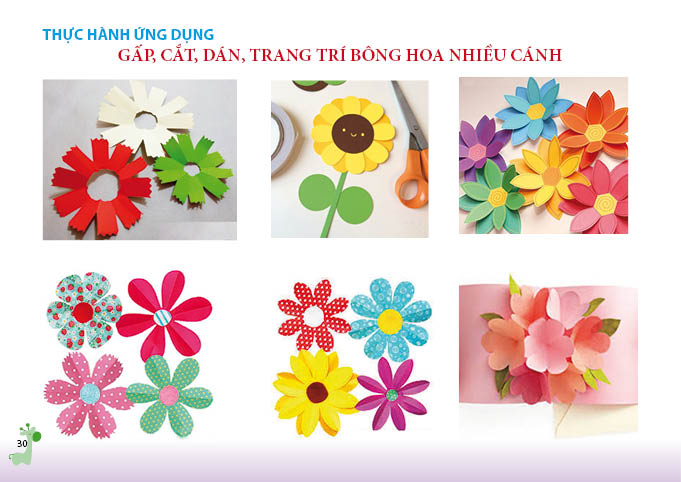 THỰC HÀNH ỨNG DỤNG
GẤP, CẮT, DÁN, TRANG TRÍ BÔNG HOA NHIỀU CÁNH
30